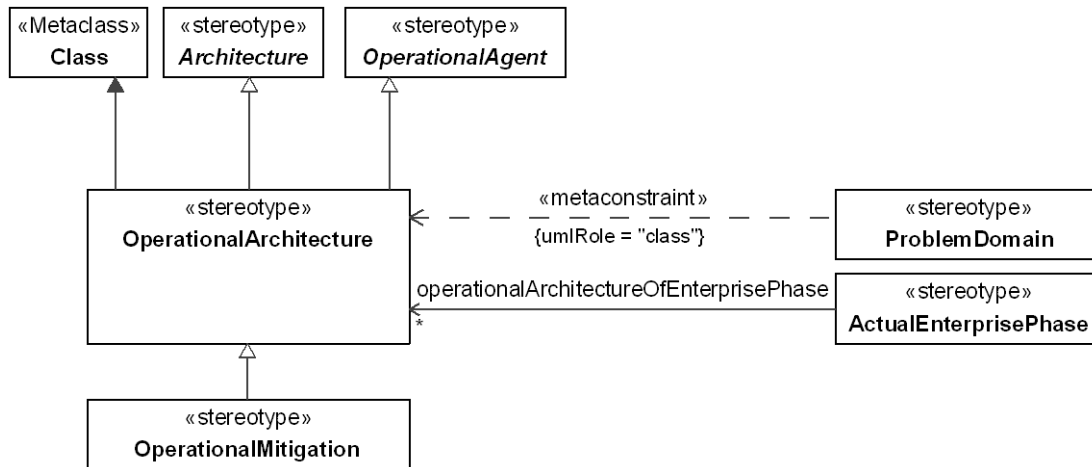 «Metaclass»
Class
«stereotype»
Architecture
«stereotype»
OperationalAgent
«stereotype»
OperationalArchitecture
«metaconstraint»
{umlRole = "class"}
«stereotype»
ProblemDomain
operationalArchitectureOfEnterprisePhase
*
«stereotype»
ActualEnterprisePhase
«stereotype»
OperationalMitigation